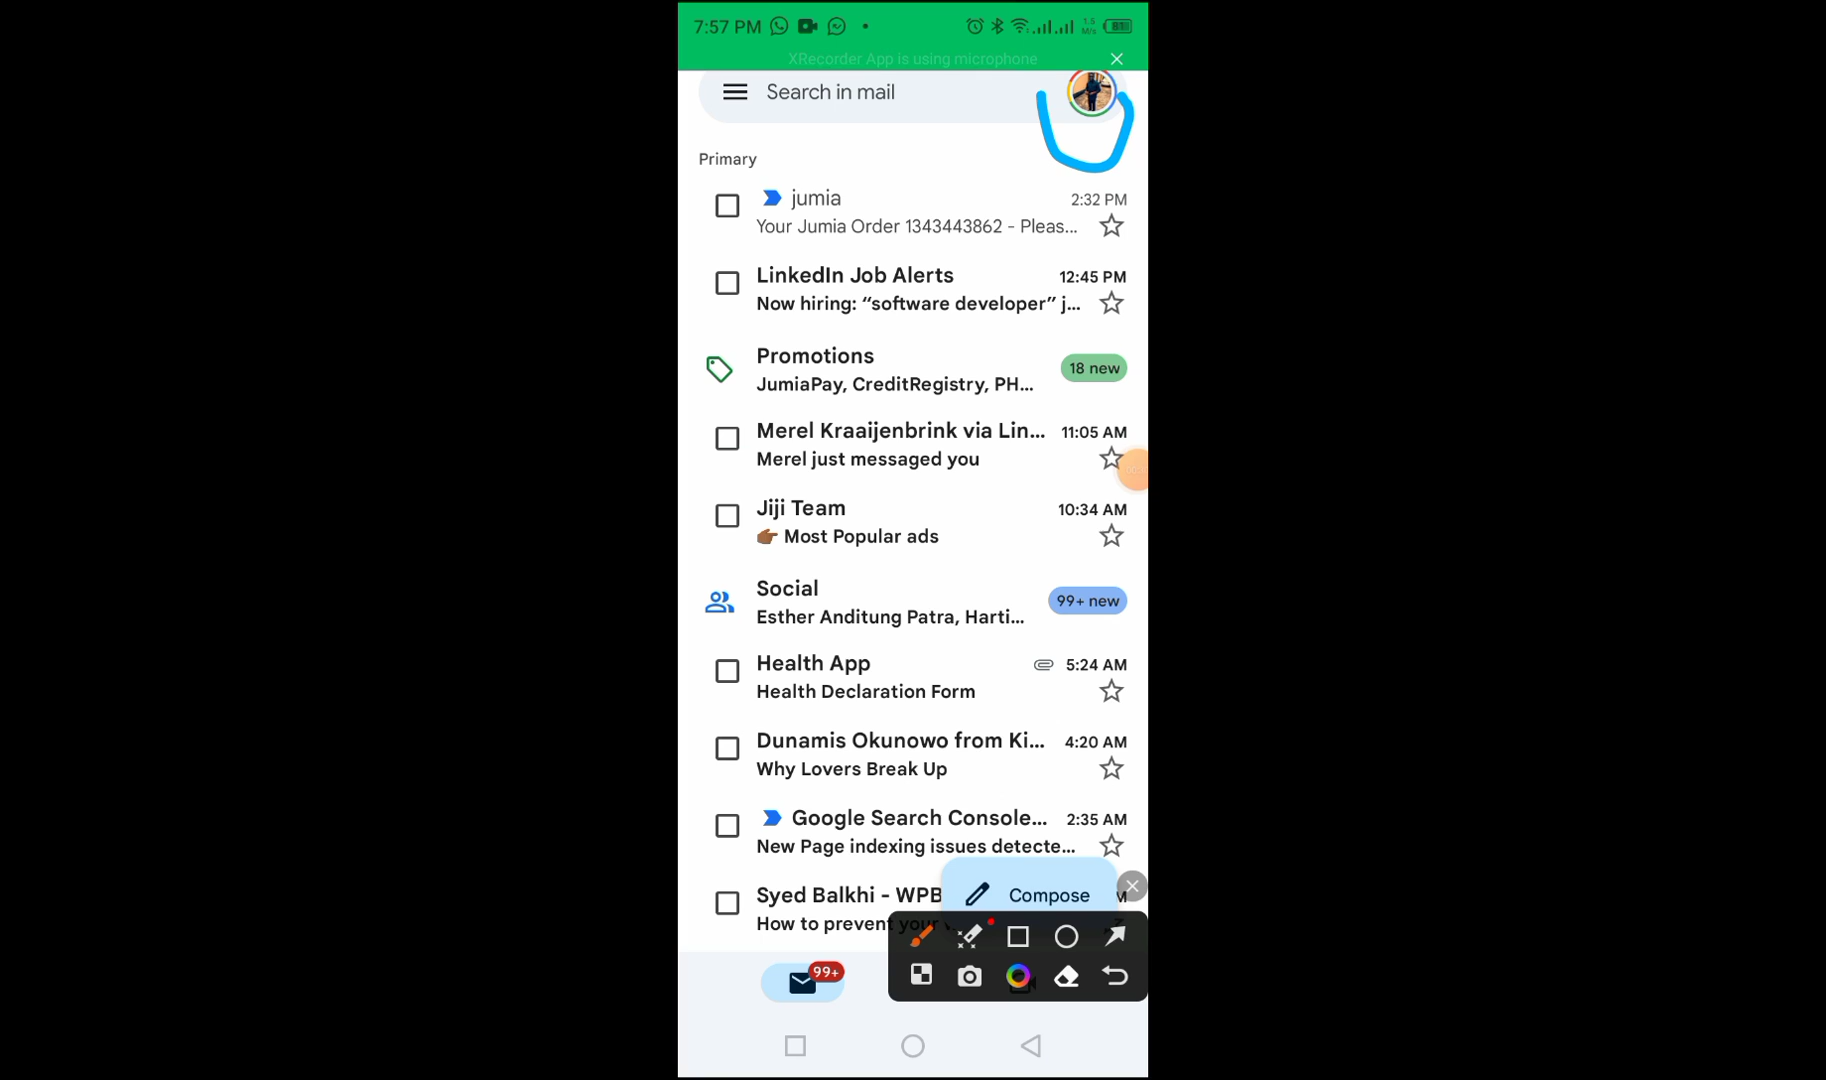 7:57 PM
1.5
M/s
81
XRecorder App is using microphone
Search in mail
Primary
jumia 2:32 PM
Your Jumia Order 1343443862 - Pleas...
LinkedIn Job Alerts 12:45 PM
Now hiring: “software developer” j...
Promotions
JumiaPay, CreditRegistry, PH...
18 new
Merel Kraaijenbrink via Lin... 11:05 AM
Merel just messaged you
Jiji Team 10:34 AM
Most Popular ads
Social
Esther Anditung Patra, Harti...
99+ new
Health App 5:24 AM
Health Declaration Form
Dunamis Okunowo from Ki... 4:20 AM
Why Lovers Break Up
Google Search Console... 2:35 AM
New Page indexing issues detecte...
Syed Balkhi - WPB
Compose
How to prevent your
99+